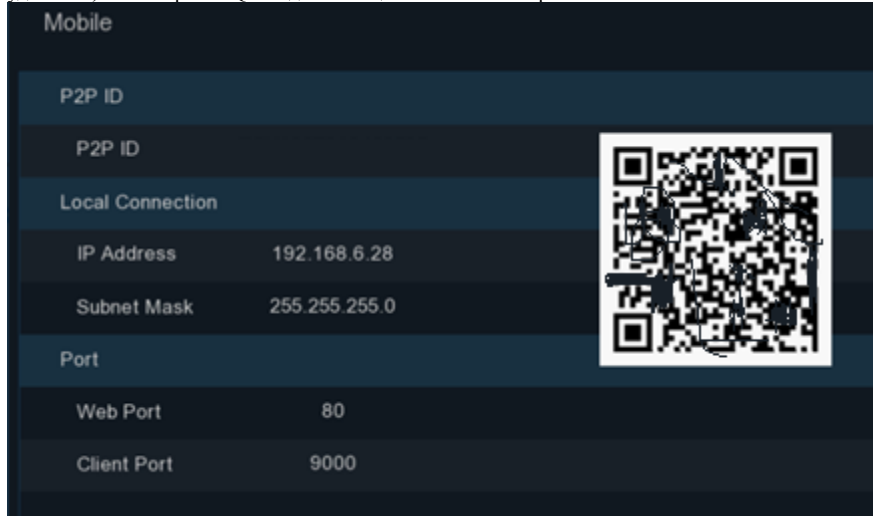 Mobile
P2P ID
P2P ID
Local Connection
IP Address 192.168.6.28
Subnet Mask 255.255.255.0
Port
Web Port 80
Client Port 9000